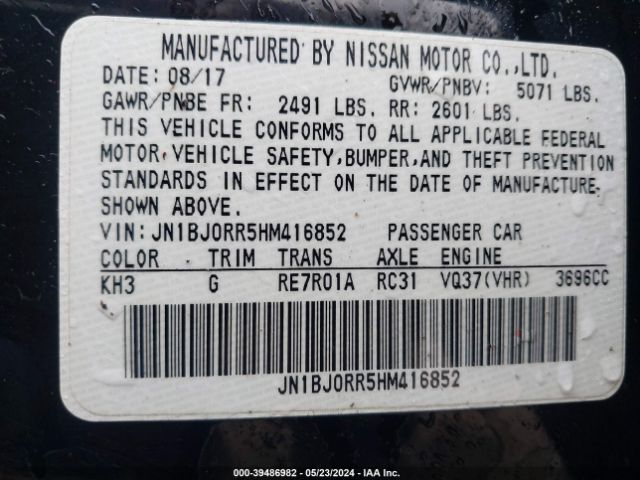 MANUFACTURED BY NISSAN MOTOR CO.,LTD.
DATE: 08/17 GVWR/PNBV: 5071 LBS.
GAWR/PNBE FR: 2491 LBS. RR: 2601 LBS.
THIS VEHICLE CONFORMS TO ALL APPLICABLE FEDERAL
MOTOR VEHICLE SAFETY,BUMPER,AND THEFT PREVENTION
STANDARDS IN EFFECT ON THE DATE OF MANUFACTURE
SHOWN ABOVE.
VIN: JN1BJ0RR5HM416852 PASSENGER CAR
COLOR TRIM TRANS AXLE ENGINE
KH3 G RE7R01A RC31 VQ37(VHR) 3696CC
JN1BJ0RR5HM416852
000-39486982 - 05/23/2024 - IAA Inc.